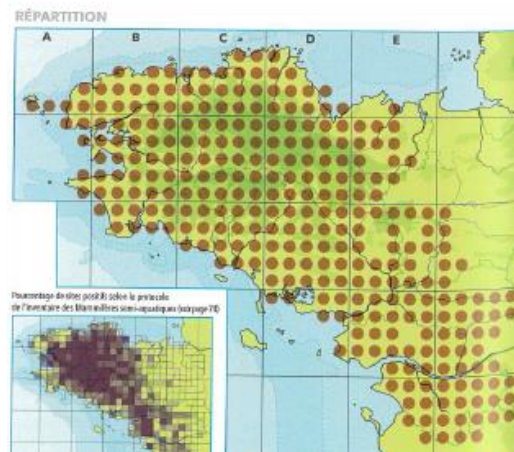 RÉPARTITION
A B C D E F
Pourcentage de sites positifs selon le protocole
de l'inventaire des Mammifères semi-aquatiques (voir page 78)